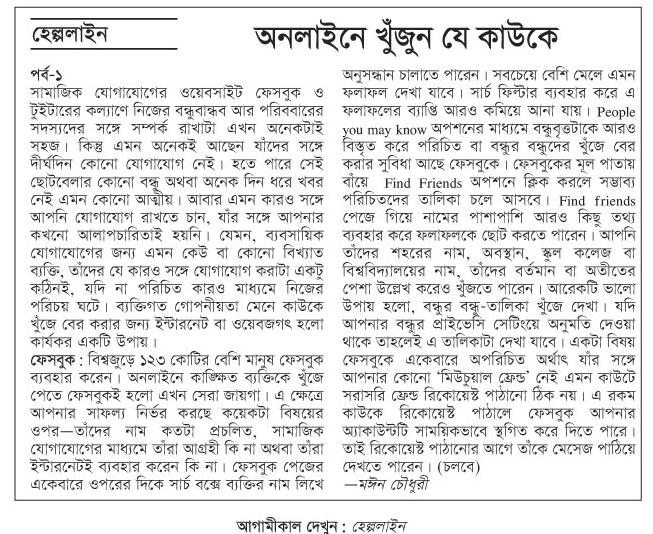 হেল্পলাইন
অনলাইনে খুঁজুন যে কাউকে
পর্ব-১
সামাজিক যোগাযোগের ওয়েবসাইট ফেসবুক ও
টুইটারের কল্যাণে নিজের বন্ধুবান্ধব আর পরিববারের
সদস্যদের সঙ্গে সম্পর্ক রাখাটা এখন অনেকটাই
সহজ। কিন্তু এমন অনেকই আছেন যাঁদের সঙ্গে
দীর্ঘদিন কোনো যোগাযোগ নেই। হতে পারে সেই
ছোটবেলার কোনো বন্ধু অথবা অনেক দিন ধরে খবর
নেই এমন কোনো আত্মীয়। আবার এমন কারও সঙ্গে
আপনি যোগাযোগ রাখতে চান, যাঁর সঙ্গে আপনার
কখনো আলাপচারিতাই হয়নি। যেমন, ব্যবসায়িক
যোগাযোগের জন্য এমন কেউ বা কোনো বিখ্যাত
ব্যক্তি, তাঁদের যে কারও সঙ্গে যোগাযোগ করাটা একটু
কঠিনই, যদি না পরিচিত কারও মাধ্যমে নিজের
পরিচয় ঘটে। ব্যক্তিগত গোপনীয়তা মেনে কাউকে
খুঁজে বের করার জন্য ইন্টারনেট বা ওয়েবজগৎ হলো
কার্যকর একটি উপায়।
ফেসবুক : বিশ্বজুড়ে ১২৩ কোটির বেশি মানুষ ফেসবুক
ব্যবহার করেন। অনলাইনে কাঙ্ক্ষিত ব্যক্তিকে খুঁজে
পেতে ফেসবুকই হলো এখন সেরা জায়গা। এ ক্ষেত্রে
আপনার সাফল্য নির্ভর করছে কয়েকটা বিষয়ের
ওপর—তাঁদের নাম কতটা প্রচলিত, সামাজিক
যোগাযোগের মাধ্যমে তাঁরা আগ্রহী কি না অথবা তাঁরা
ইন্টারনেটই ব্যবহার করেন কি না। ফেসবুক পেজের
একেবারে ওপরের দিকে সার্চ বক্সে ব্যক্তির নাম লিখে
অনুসন্ধান চালাতে পারেন। সবচেয়ে বেশি মেলে এমন
ফলাফল দেখা যাবে। সার্চ ফিল্টার ব্যবহার করে এ
ফলাফলের ব্যাপ্তি আরও কমিয়ে আনা যায়। People
you may know অপশনের মাধ্যমে বন্ধুবৃত্তটাকে আরও
বিস্তৃত করে পরিচিত বা বন্ধুর বন্ধুদের খুঁজে বের
করার সুবিধা আছে ফেসবুকে। ফেসবুকের মূল পাতায়
বাঁয়ে Find Friends অপশনে ক্লিক করলে সম্ভাব্য
পরিচিতদের তালিকা চলে আসবে। Find friends
পেজে গিয়ে নামের পাশাপাশি আরও কিছু তথ্য
ব্যবহার করে ফলাফলকে ছোট করতে পারেন। আপনি
তাঁদের শহরের নাম, অবস্থান, স্কুল কলেজ বা
বিশ্ববিদ্যালয়ের নাম, তাঁদের বর্তমান বা অতীতের
পেশা উল্লেখ করেও খুঁজতে পারেন। আরেকটি ভালো
উপায় হলো, বন্ধুর বন্ধু-তালিকা খুঁজে দেখা। যদি
আপনার বন্ধুর প্রাইভেসি সেটিংয়ে অনুমতি দেওয়া
থাকে তাহলেই এ তালিকাটা দেখা যাবে। একটা বিষয়
ফেসবুকে একেবারে অপরিচিত অর্থাৎ যাঁর সঙ্গে
আপনার কোনো ‘মিউচুয়াল ফ্রেন্ড’ নেই এমন কাউটে
সরাসরি ফ্রেন্ড রিকোয়েস্ট পাঠানো ঠিক নয়। এ রকম
কাউকে রিকোয়েস্ট পাঠালে ফেসবুক আপনার
অ্যাকাউন্টটি সাময়িকভাবে স্থগিত করে দিতে পারে।
তাই রিকোয়েস্ট পাঠানোর আগে তাঁকে মেসেজ পাঠিয়ে
দেখতে পারেন। (চলবে)
—মঈন চৌধুরী
আগামীকাল দেখুন : হেল্পলাইন